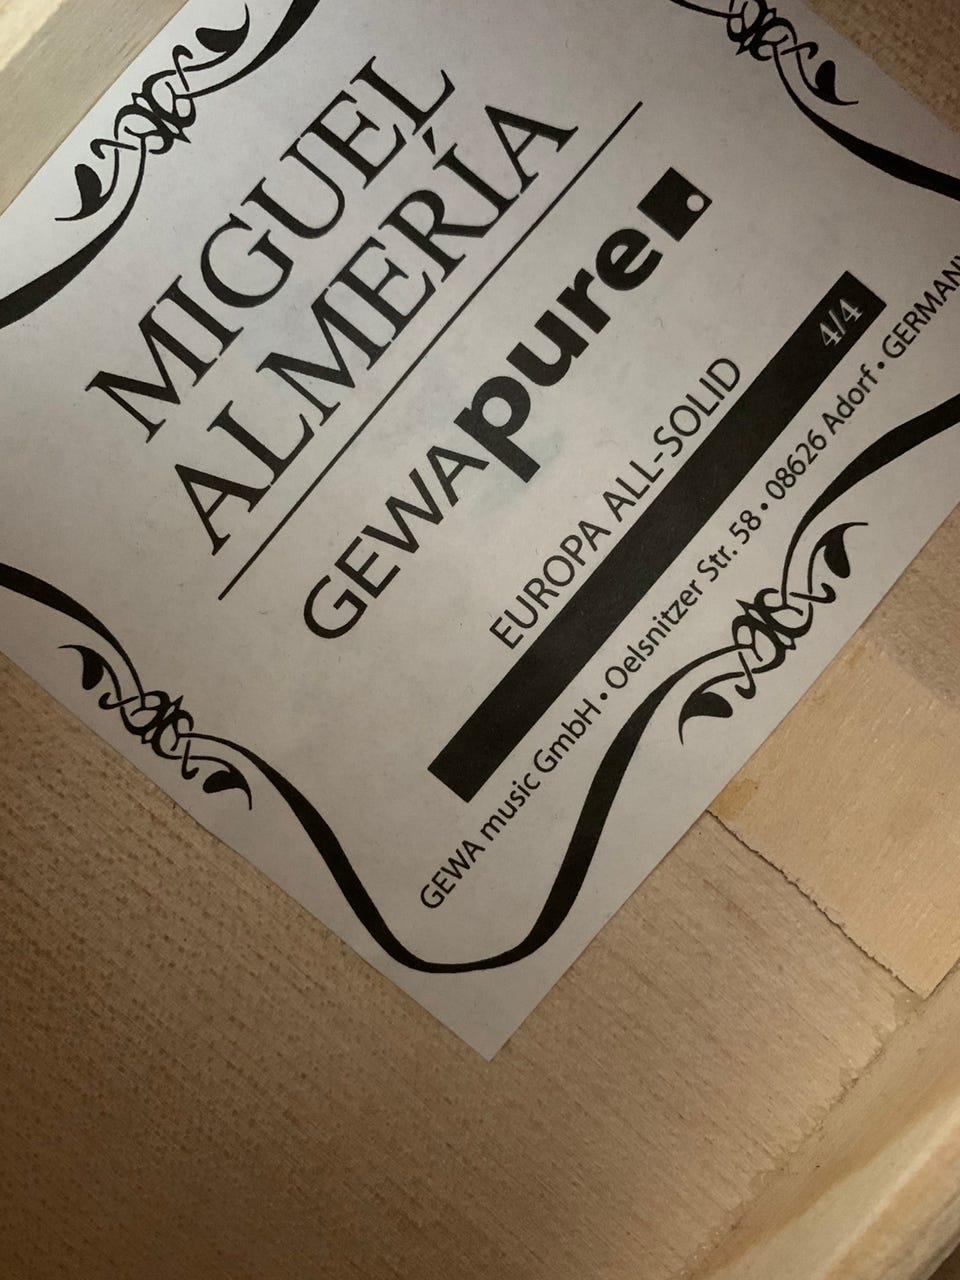 MIGUEL
ALMERÍA
GEWApure
EUROPA ALL-SOLID
4/4
GEWA music GmbH • Oelsnitzer Str. 58 • 08626 Adorf • GERMANY